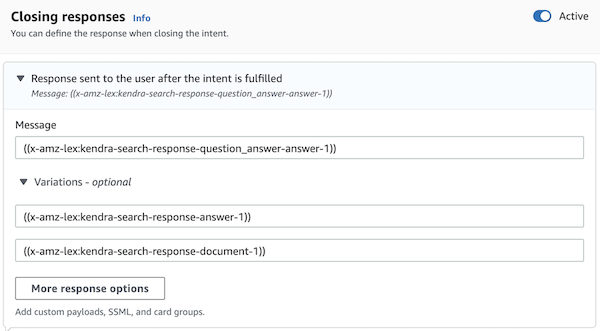 Closing responses Info Active
You can define the response when closing the intent.
Response sent to the user after the intent is fulfilled
Message: ((x-amz-lex:kendra-search-response-question_answer-answer-1))
Message
((x-amz-lex:kendra-search-response-question_answer-answer-1))
Variations - optional
((x-amz-lex:kendra-search-response-answer-1))
((x-amz-lex:kendra-search-response-document-1))
More response options
Add custom payloads, SSML, and card groups.